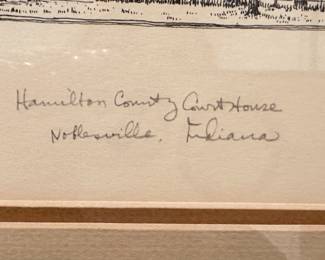 Hamilton County Court House
Noblesville, Indiana